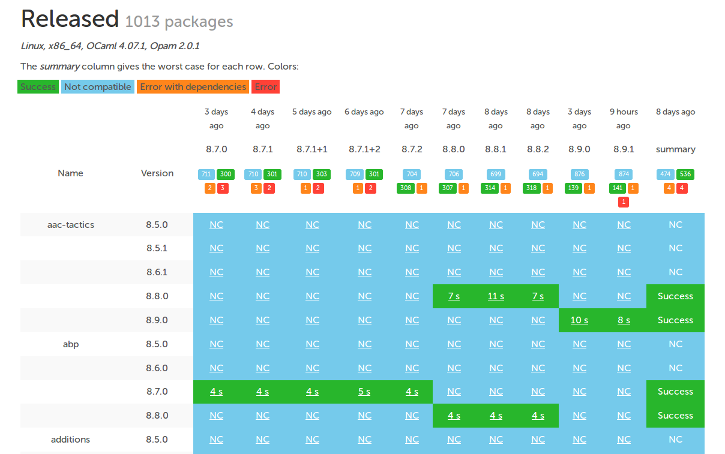 Released 1013 packages
Linux, x86_64, OCaml 4.07.1, Opam 2.0.1
The summary column gives the worst case for each row. Colors:
Success Not compatible Error with dependencies Error
3 days ago 4 days ago 5 days ago 6 days ago 7 days ago 7 days ago 8 days ago 8 days ago 3 days ago 9 hours ago 8 days ago
8.7.0 8.7.1 8.7.1+1 8.7.1+2 8.7.2 8.8.0 8.8.1 8.8.2 8.9.0 8.9.1 summary
Name Version
711 300 710 301 710 303 709 301 704 706 699 694 876 874 474 536
2 3 3 2 1 2 1 2 308 1 307 1 314 1 318 1 139 1 141 1 4 4
1
aac-tactics 8.5.0 NC NC NC NC NC NC NC NC NC NC NC
8.5.1 NC NC NC NC NC NC NC NC NC NC NC
8.6.1 NC NC NC NC NC NC NC NC NC NC NC
8.8.0 NC NC NC NC NC 7 s 11 s 7 s NC NC Success
8.9.0 NC NC NC NC NC NC NC NC 10 s 8 s Success
abp 8.5.0 NC NC NC NC NC NC NC NC NC NC NC
8.6.0 NC NC NC NC NC NC NC NC NC NC NC
8.7.0 4 s 4 s 4 s 5 s 4 s NC NC NC NC NC Success
8.8.0 NC NC NC NC NC 4 s 4 s 4 s NC NC Success
additions 8.5.0 NC NC NC NC NC NC NC NC NC NC NC